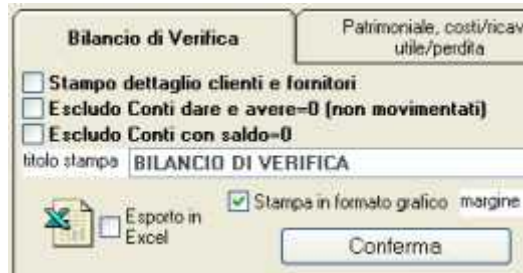 Bilancio di Verifica
Patrimoniale, costi/ricav
utile/perdita
Stampo dettaglio clienti e fornitori
Escludo Conti dare e avere=0 (non movimentati)
Escludo Conti con saldo=0
titolo stampa BILANCIO DI VERIFICA
Esporto in
Excel
Stampa in formato grafico margine
Conferma